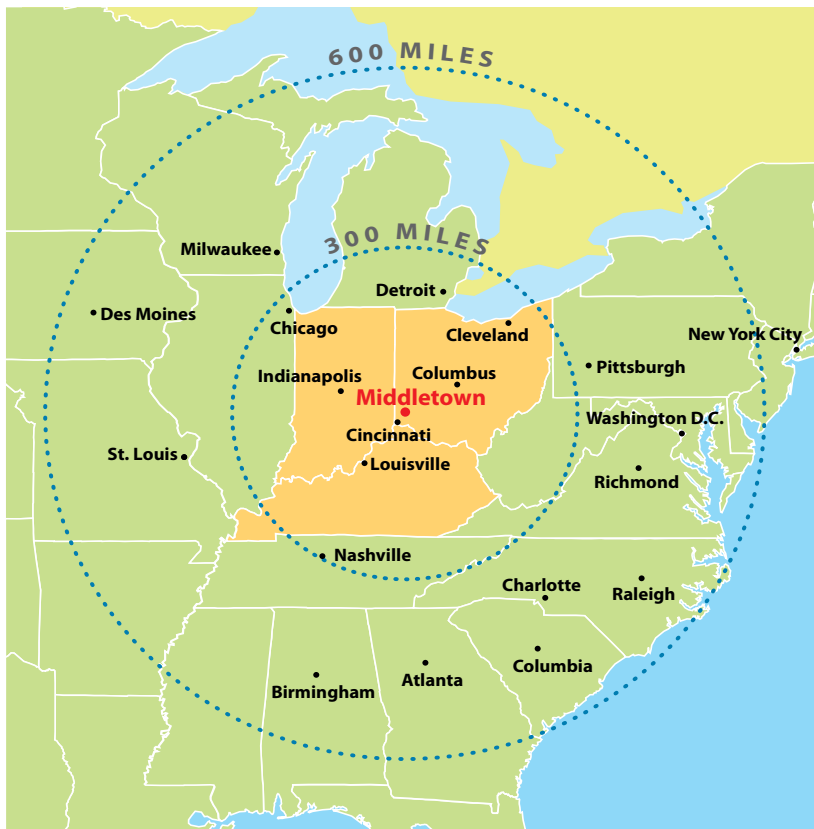 600 MILES
300 MILES
Milwaukee
Detroit
Des Moines
Chicago
Cleveland
New York City
Indianapolis
Columbus
Pittsburgh
Middletown
Washington D.C.
Cincinnati
St. Louis
Louisville
Richmond
Nashville
Charlotte
Raleigh
Columbia
Atlanta
Birmingham